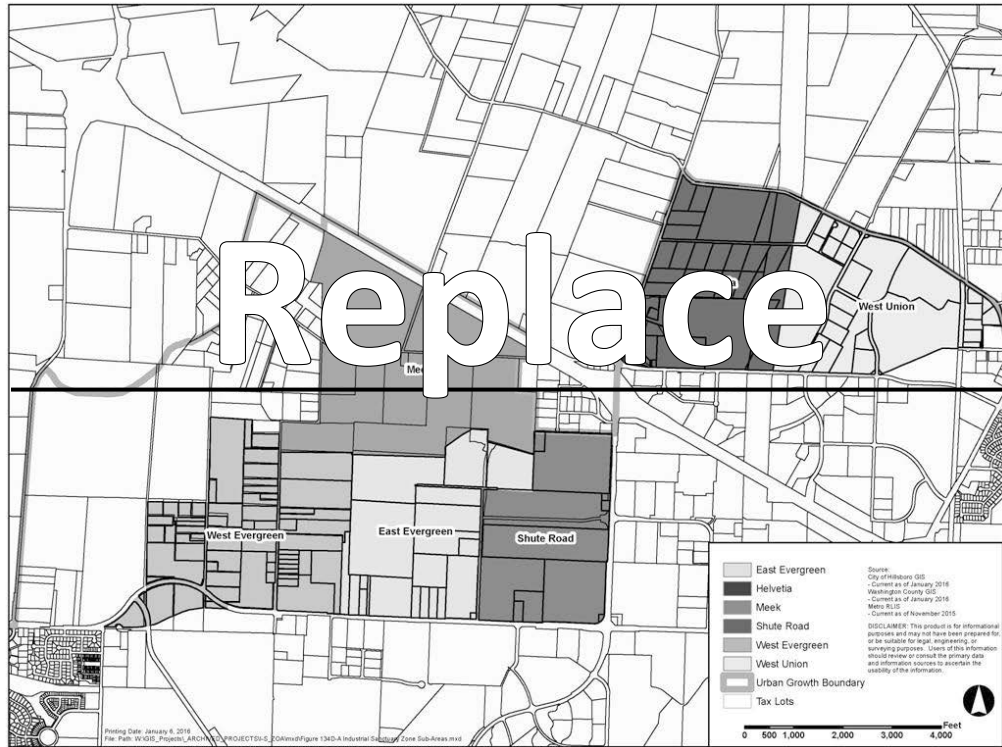 Replace
West Union
West Evergreen
East Evergreen
Shute Road
East Evergreen
Helvetia
Meek
Shute Road
West Evergreen
West Union
Urban Growth Boundary
Tax Lots
Source:
City of Hillsboro GIS
- Current as of January 2016
Washington County GIS
- Current as of January 2016
Metro RLIS
- Current as of November 2015
DISCLAIMER: This product is for informational
purposes and may not have been prepared for,
or be suitable for legal, engineering, or
surveying purposes. Users of this information
should review or consult the primary data
and information sources to ascertain the
usability of the information.
Feet
0 500 1,000 2,000 3,000 4,000
Printing Date: January 6, 2016